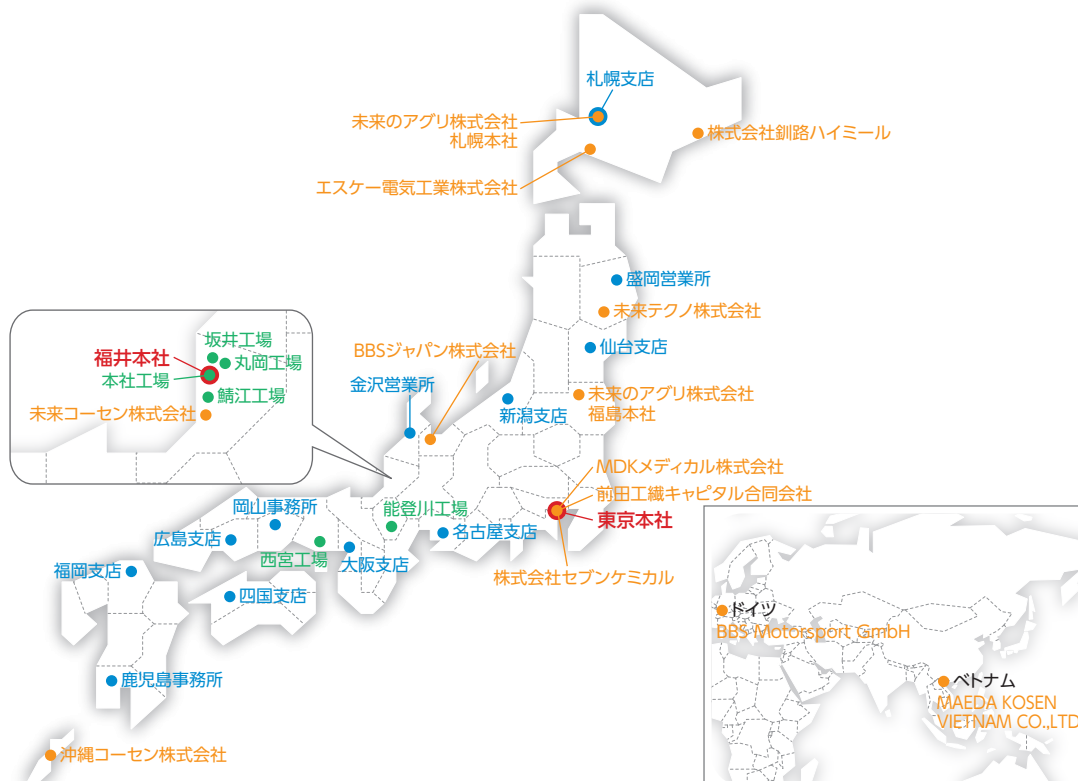 札幌支店
未来のアグリ株式会社
札幌本社
株式会社釧路ハイミール
エスケー電気工業株式会社
盛岡営業所
未来テクノ株式会社
仙台支店
BBSジャパン株式会社
金沢営業所
新潟支店
未来のアグリ株式会社
福島本社
坂井工場
丸岡工場
福井本社
本社工場
鯖江工場
未来コーセン株式会社
MDKメディカル株式会社
前田工繊キャピタル合同会社
東京本社
能登川工場
名古屋支店
岡山事務所
広島支店
西宮工場
大阪支店
株式会社セブンケミカル
福岡支店
四国支店
鹿児島事務所
沖縄コーセン株式会社
ドイツ
BBS Motorsport GmbH
ベトナム
MAEDA KOSEN
VIETNAM CO.,LTD